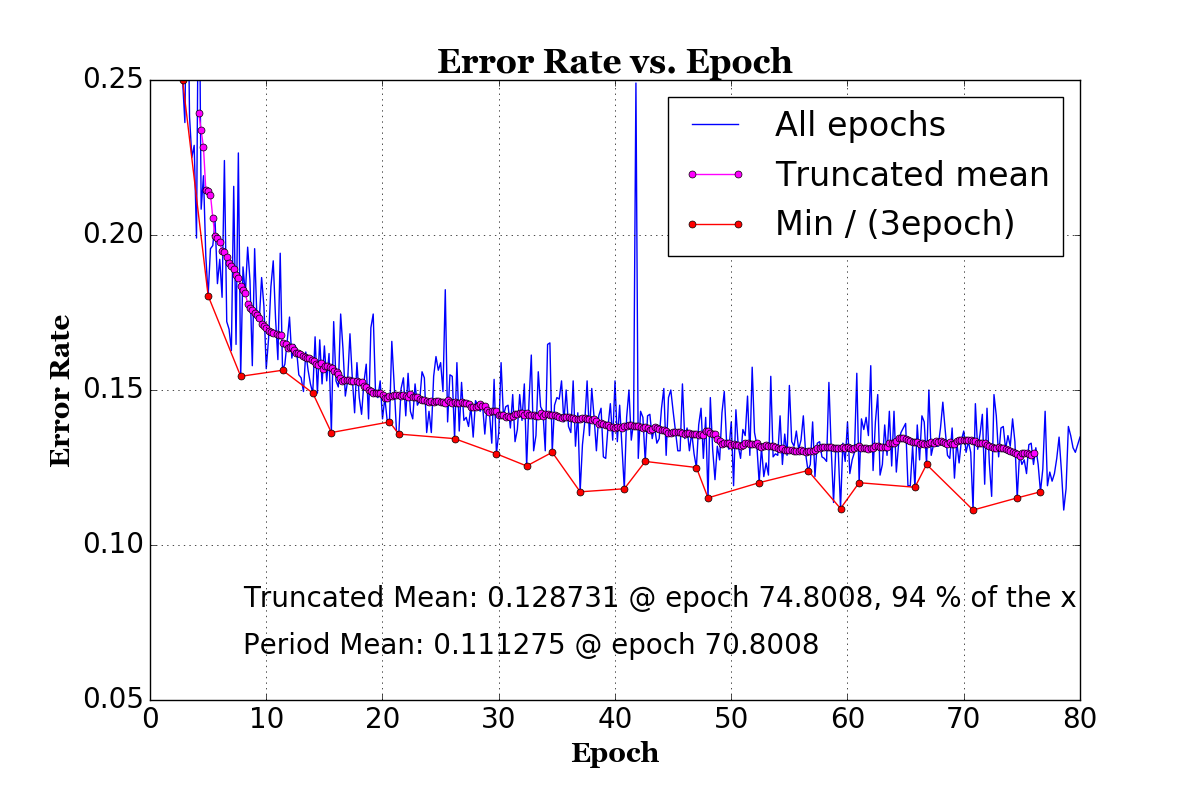 Error Rate vs. Epoch
0.25
0.20
0.15
0.10
0.05
Error Rate
All epochs
Truncated mean
Min / (3epoch)
Truncated Mean: 0.128731 @ epoch 74.8008, 94 % of the x
Period Mean: 0.111275 @ epoch 70.8008
0 10 20 30 40 50 60 70 80
Epoch